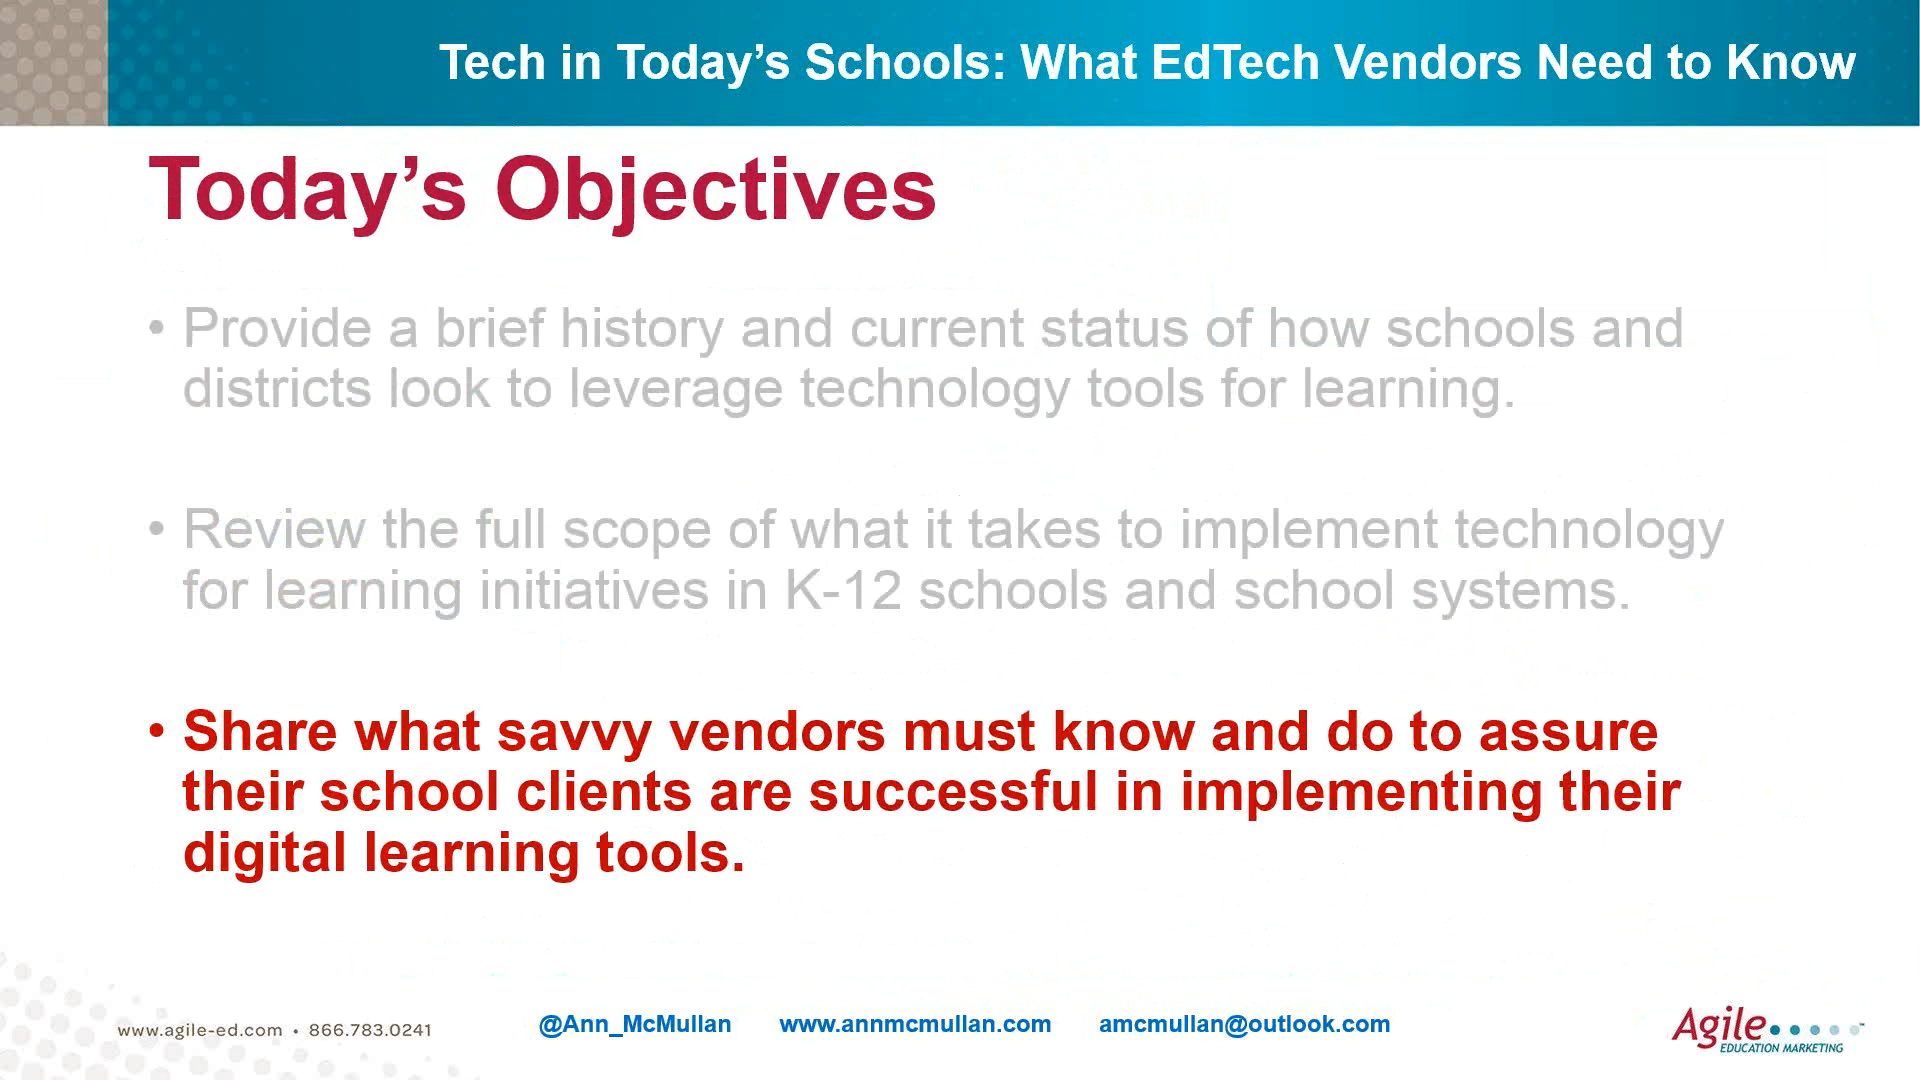 Tech in Today’s Schools: What EdTech Vendors Need to Know
Today’s Objectives
• Provide a brief history and current status of how schools and
districts look to leverage technology tools for learning.
• Review the full scope of what it takes to implement technology
for learning initiatives in K-12 schools and school systems.
• Share what savvy vendors must know and do to assure
their school clients are successful in implementing their
digital learning tools.
www.agile-ed.com • 866.783.0241
@Ann_McMullan www.annmcmullan.com amcmullan@outlook.com
Agile
EDUCATION MARKETING